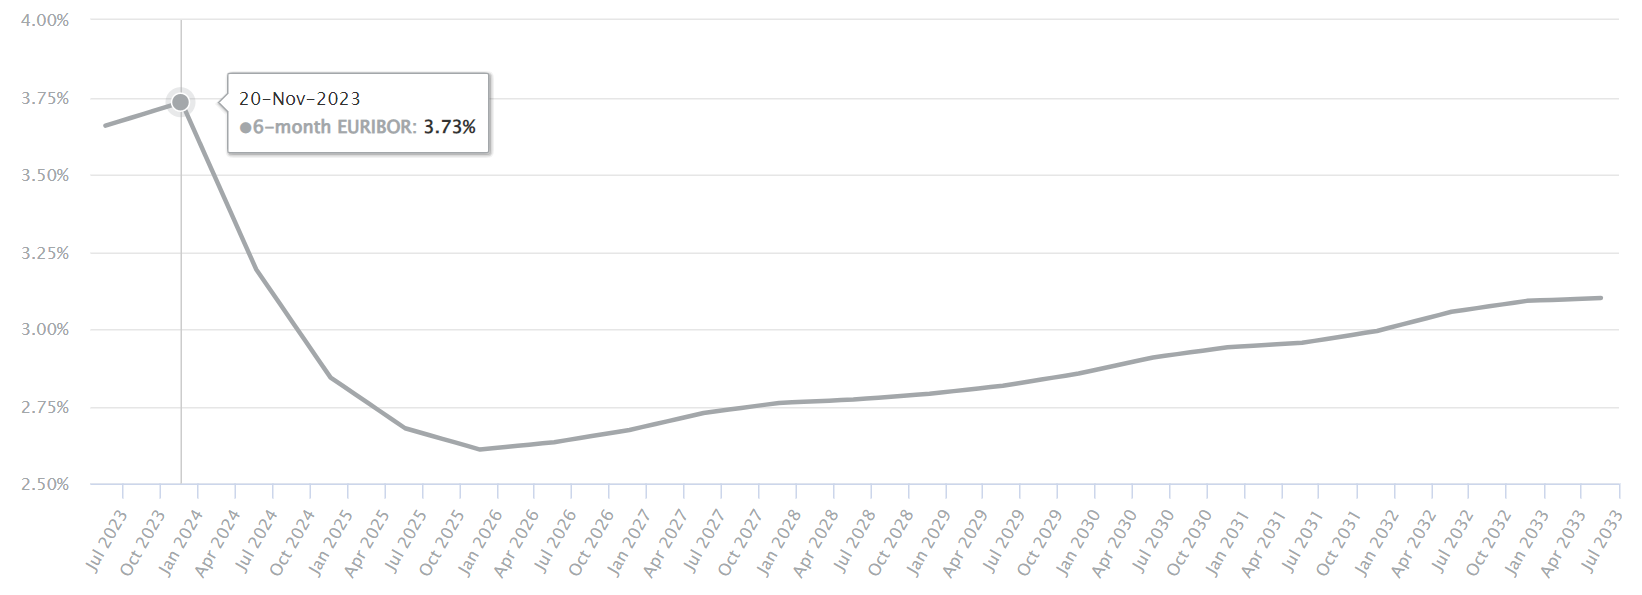 4.00%
3.75%
3.50%
3.25%
3.00%
2.75%
2.50%
20-Nov-2023
6-month EURIBOR: 3.73%
Jul 2023
Oct 2023
Jan 2024
Apr 2024
Jul 2024
Oct 2024
Jan 2025
Apr 2025
Jul 2025
Oct 2025
Jan 2026
Apr 2026
Jul 2026
Oct 2026
Jan 2027
Apr 2027
Jul 2027
Oct 2027
Jan 2028
Apr 2028
Jul 2028
Oct 2028
Jan 2029
Apr 2029
Jul 2029
Oct 2029
Jan 2030
Apr 2030
Jul 2030
Oct 2030
Jan 2031
Apr 2031
Jul 2031
Oct 2031
Jan 2032
Apr 2032
Jul 2032
Oct 2032
Jan 2033
Apr 2033
Jul 2033